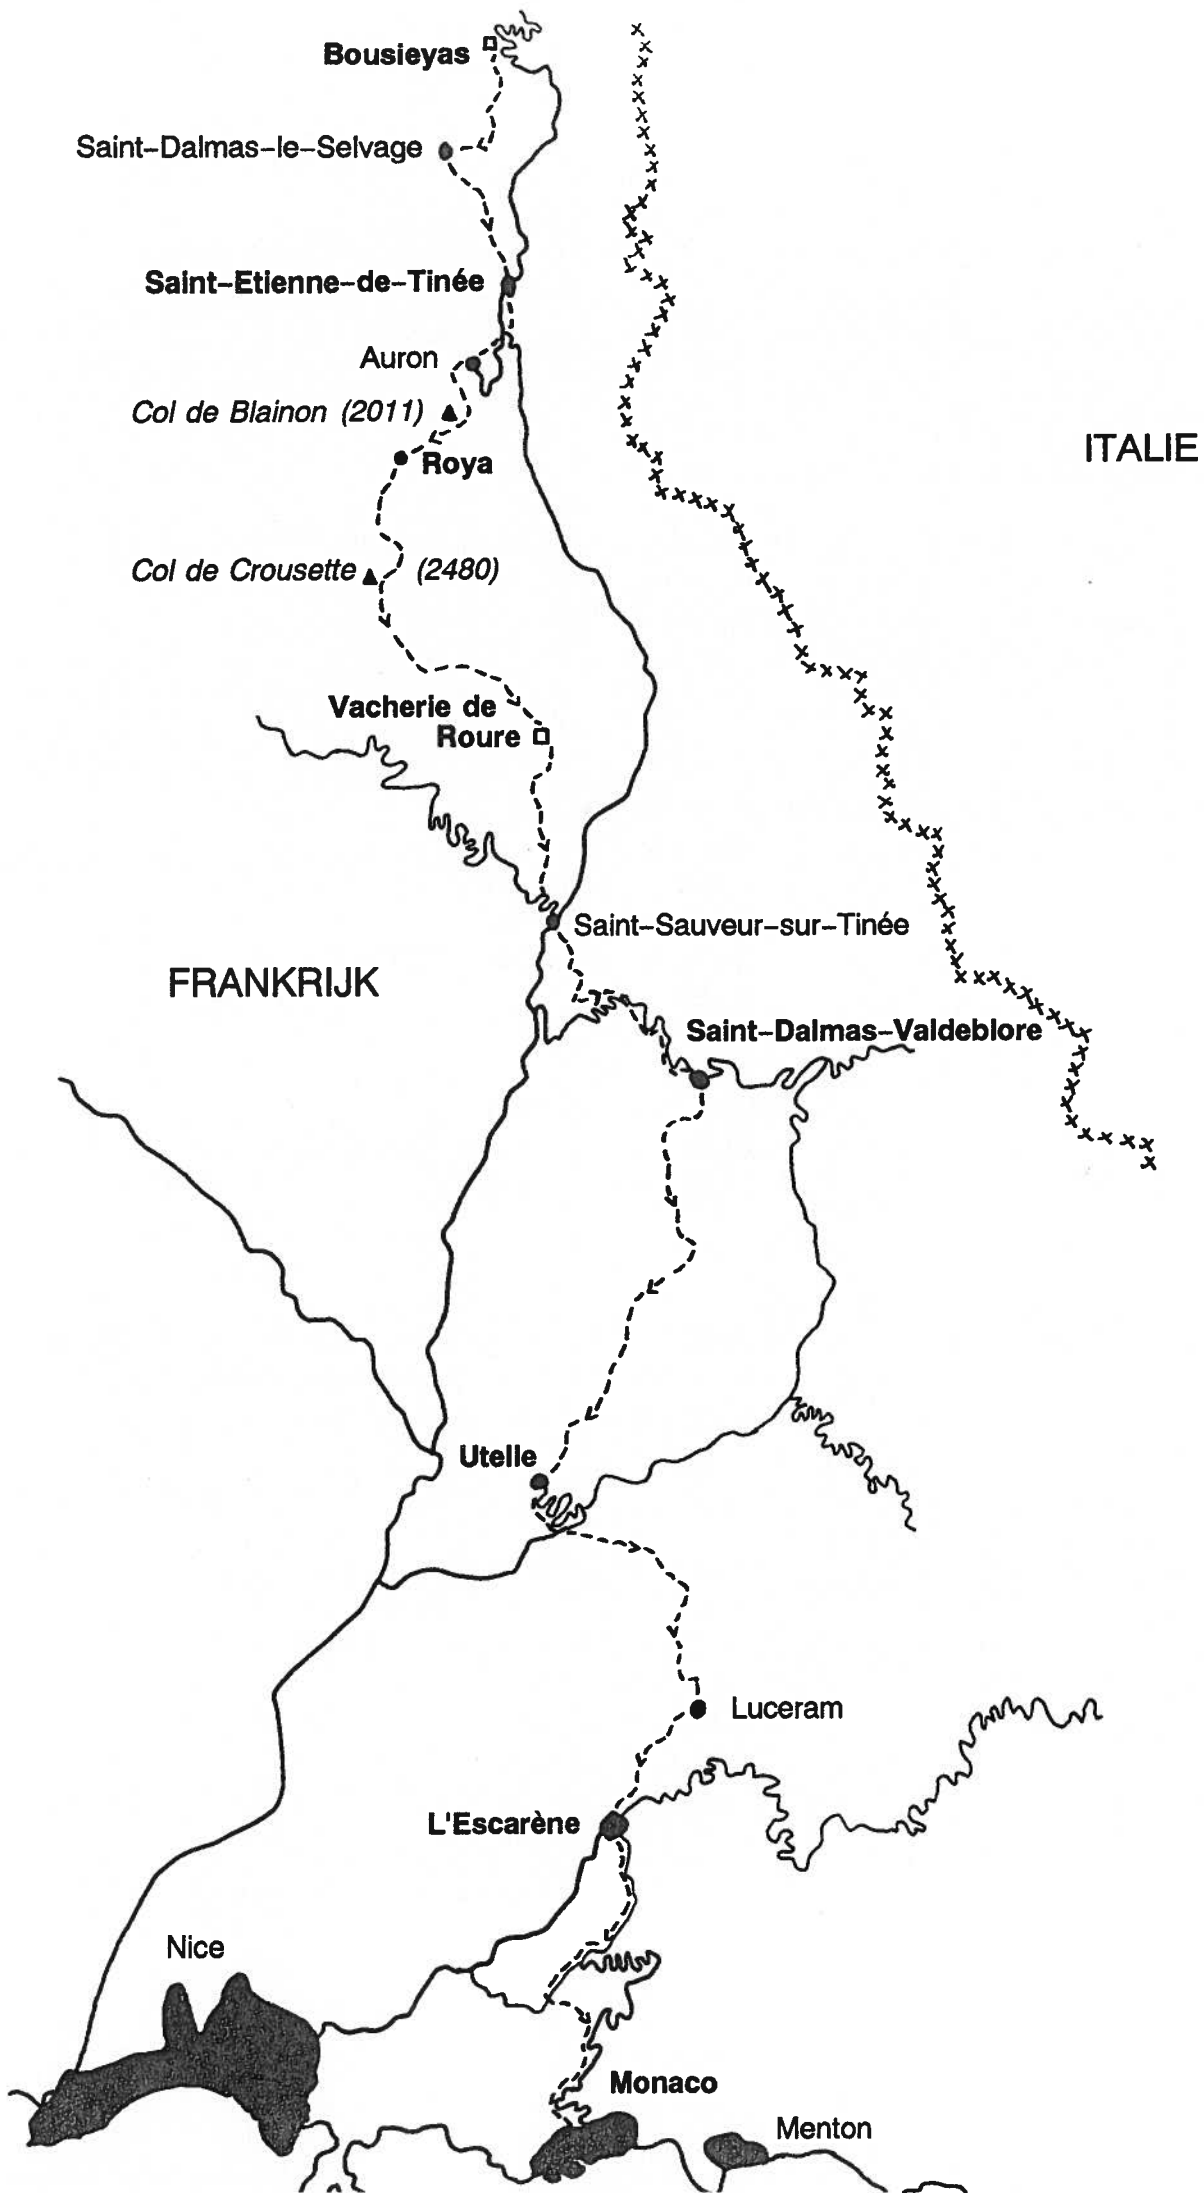 Bousieyas
Saint-Dalmas-le-Selvage
Saint-Etienne-de-Tinée
Auron
Col de Blainon (2011)
ITALIE
Roya
Col de Crousette (2480)
Vacherie de
Roure
Saint-Sauveur-sur-Tinée
FRANKRIJK
Saint-Dalmas-Valdeblore
Utelle
Luceram
L'Escarène
Nice
Monaco
Menton